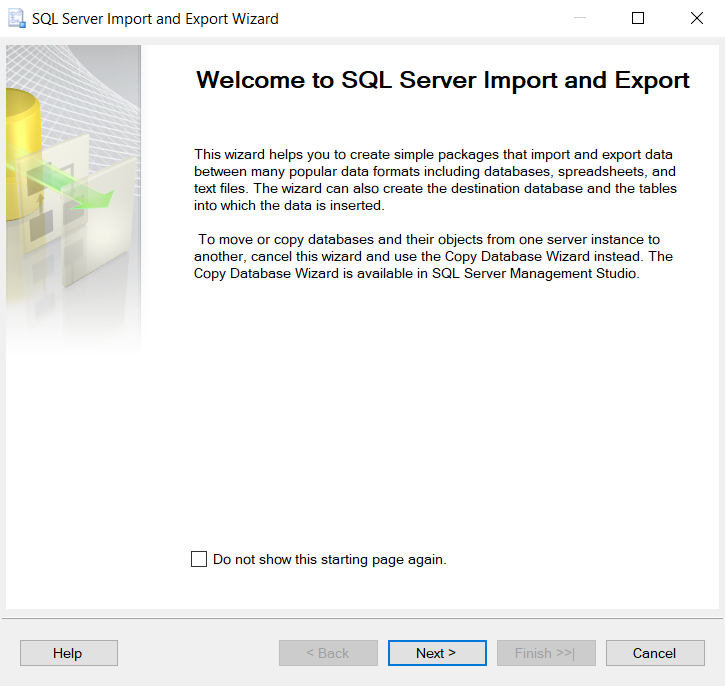 SQL Server Import and Export Wizard
Welcome to SQL Server Import and Export
This wizard helps you to create simple packages that import and export data
between many popular data formats including databases, spreadsheets, and
text files. The wizard can also create the destination database and the tables
into which the data is inserted.
To move or copy databases and their objects from one server instance to
another, cancel this wizard and use the Copy Database Wizard instead. The
Copy Database Wizard is available in SQL Server Management Studio.
Do not show this starting page again.
Help
< Back
Next >
Finish >>|
Cancel